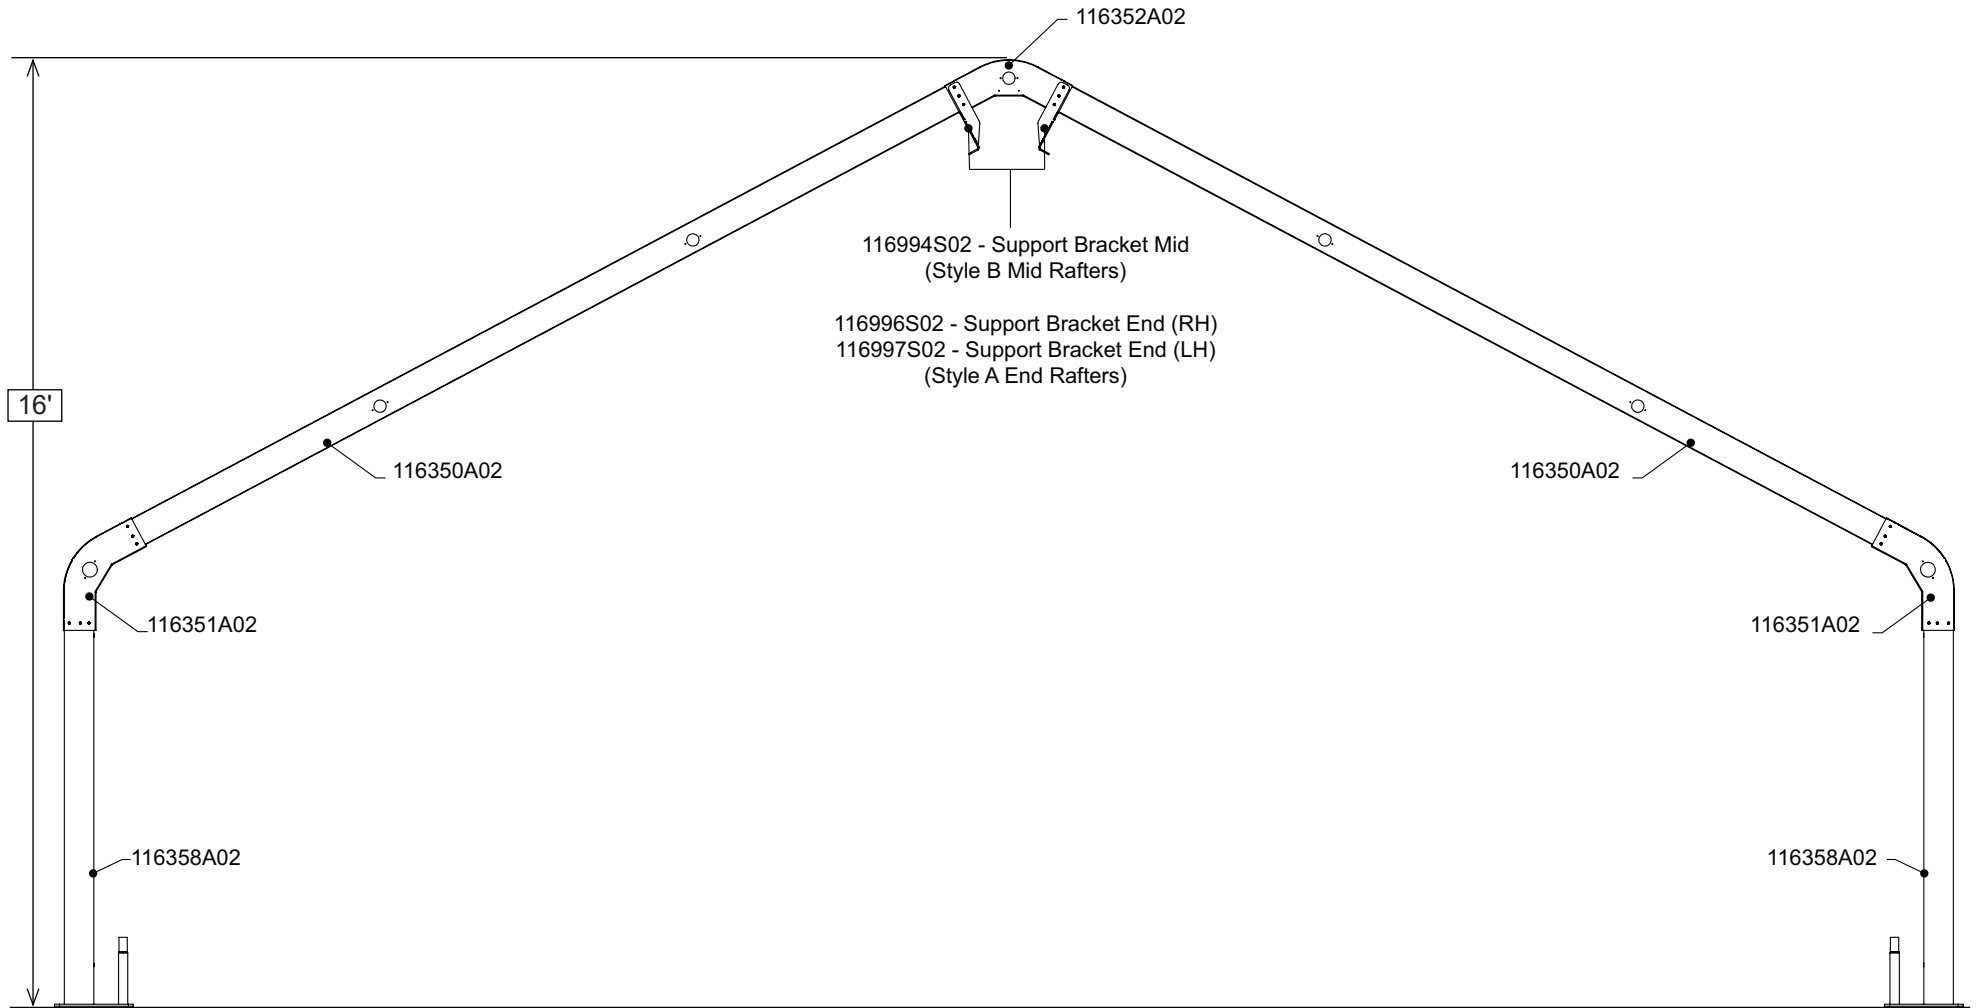 116352A02
116994S02 - Support Bracket Mid
(Style B Mid Rafters)
116996S02 - Support Bracket End (RH)
116997S02 - Support Bracket End (LH)
(Style A End Rafters)
16'
116350A02
116350A02
116351A02
116351A02
116358A02
116358A02